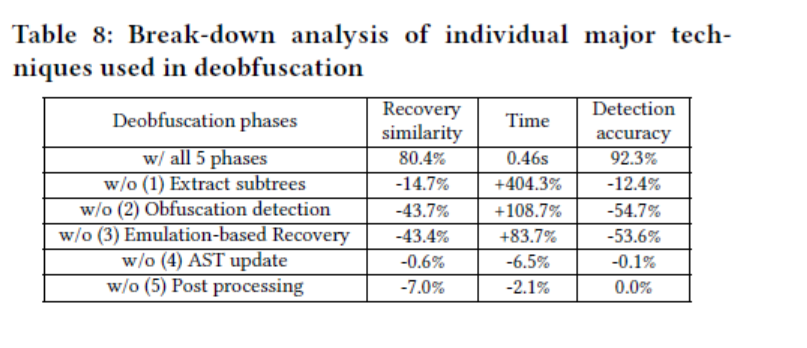 Table 8: Break-down analysis of individual major tech-
niques used in deobfuscation
Deobfuscation phases Recovery similarity Time Detection accuracy
w/ all 5 phases 80.4% 0.46s 92.3%
w/o (1) Extract subtrees -14.7% +404.3% -12.4%
w/o (2) Obfuscation detection -43.7% +108.7% -54.7%
w/o (3) Emulation-based Recovery -43.4% +83.7% -53.6%
w/o (4) AST update -0.6% -6.5% -0.1%
w/o (5) Post processing -7.0% -2.1% 0.0%